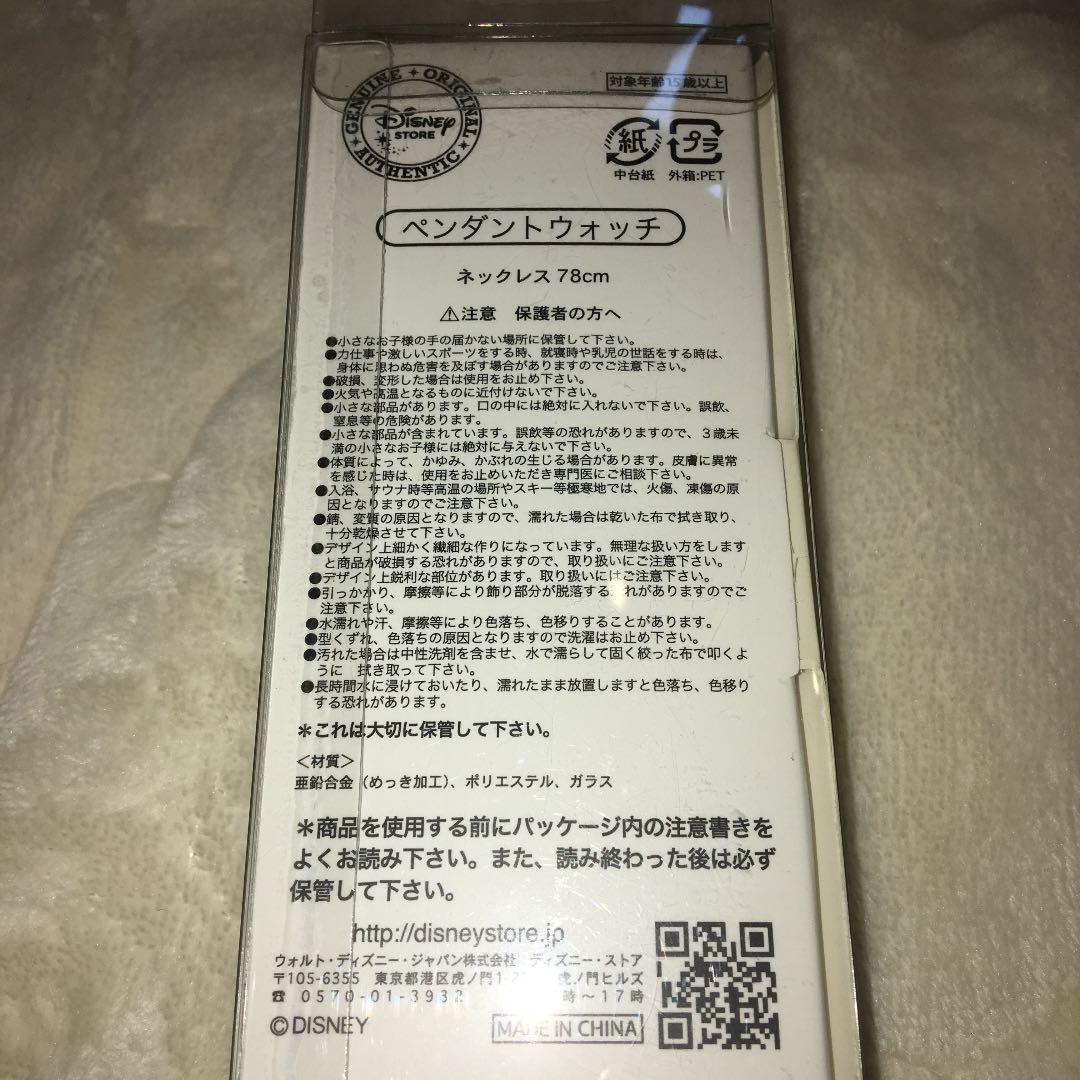 GENUINE ORIGINAL
Disney
STORE
AUTHENTIC
対象年齢15歳以上
紙 プラ
中台紙 外箱:PET
ペンダントウォッチ
ネックレス 78cm
⚠注意 保護者の方へ
●小さなお子様の手の届かない場所に保管して下さい。
●力仕事や激しいスポーツをする時、就寝時や乳児の世話をする時は、
身体に思わぬ危害を及ぼす場合がありますのでご注意下さい。
●破損、変形した場合は使用をお止め下さい。
●火気や高温となるものに近付けないで下さい。
●小さな部品があります。口の中には絶対に入れないで下さい。誤飲、
窒息等の危険があります。
●小さな部品が含まれています。誤飲等の恐れがありますので、３歳未
満の小さなお子様には絶対に与えないで下さい。
●体質によって、かゆみ、かぶれの生じる場合があります。皮膚に異常
を感じた時は、使用をお止めいただき専門医にご相談下さい。
●入浴、サウナ時等高温の場所やスキー等極寒地では、火傷、凍傷の原
因となりますのでご注意下さい。
●錆、変質の原因となりますので、濡れた場合は乾いた布で拭き取り、
十分乾燥させて下さい。
●デザイン上細かく繊細な作りになっています。無理な扱い方をします
と商品が破損する恐れがありますので、取り扱いにご注意下さい。
●デザイン上鋭利な部位があります。取り扱いにはご注意下さい。
●引っかかり、摩擦等により飾り部分が脱落する恐れがありますのでご
注意下さい。
●水濡れや汗、摩擦等により色落ち、色移りすることがあります。
●型くずれ、色落ちの原因となりますので洗濯はお止め下さい。
●汚れた場合は中性洗剤を含ませ、水で濡らして固く絞った布で叩くよ
うに 拭き取って下さい。
●長時間水に浸けておいたり、濡れたまま放置しますと色落ち、色移り
する恐れがあります。
＊これは大切に保管して下さい。
＜材質＞
亜鉛合金（めっき加工）、ポリエステル、ガラス
＊商品を使用する前にパッケージ内の注意書きを
よくお読み下さい。また、読み終わった後は必ず
保管して下さい。
http://disneystore.jp
ウォルト・ディズニー・ジャパン株式会社 ディズニー・ストア
〒105-6355 東京都港区虎ノ門1-2 虎ノ門ヒルズ
☎ 0570-01-3932 時～17時
©DISNEY
MADE IN CHINA